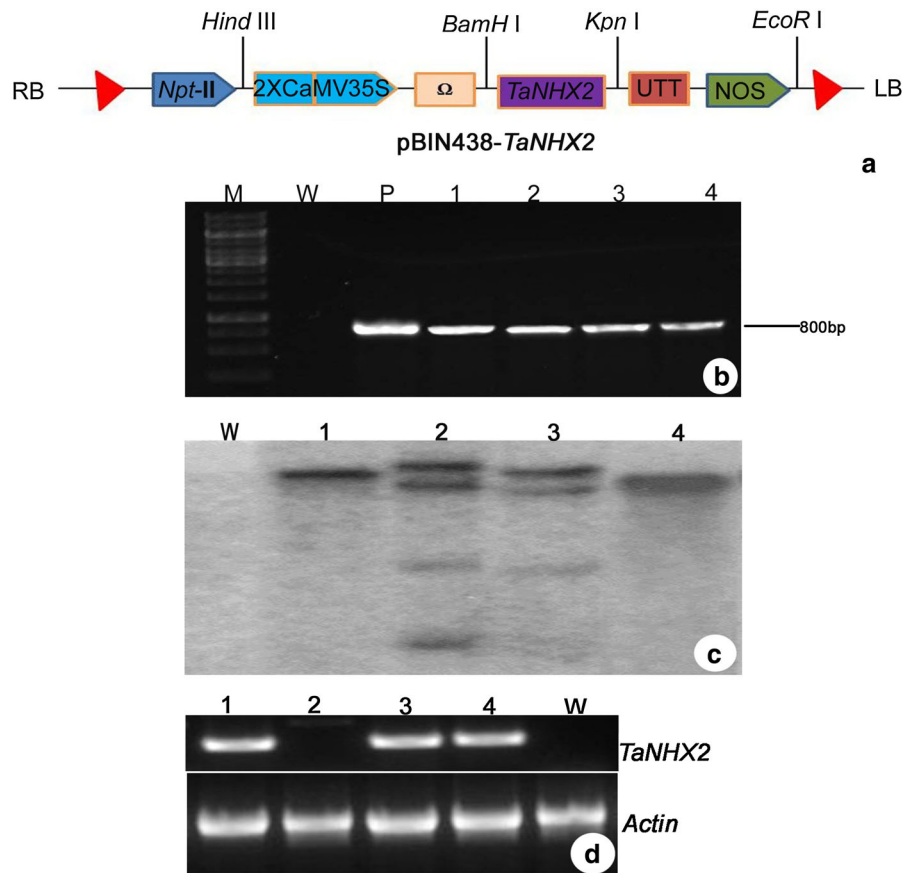 Hind III BamH I Kpn I EcoR I
RB Npt-II 2XCaMV35S Ω TaNHX2 UTT NOS LB
pBIN438-TaNHX2
a
M W P 1 2 3 4
800bp
b
W 1 2 3 4
c
1 2 3 4 W
TaNHX2
Actin
d